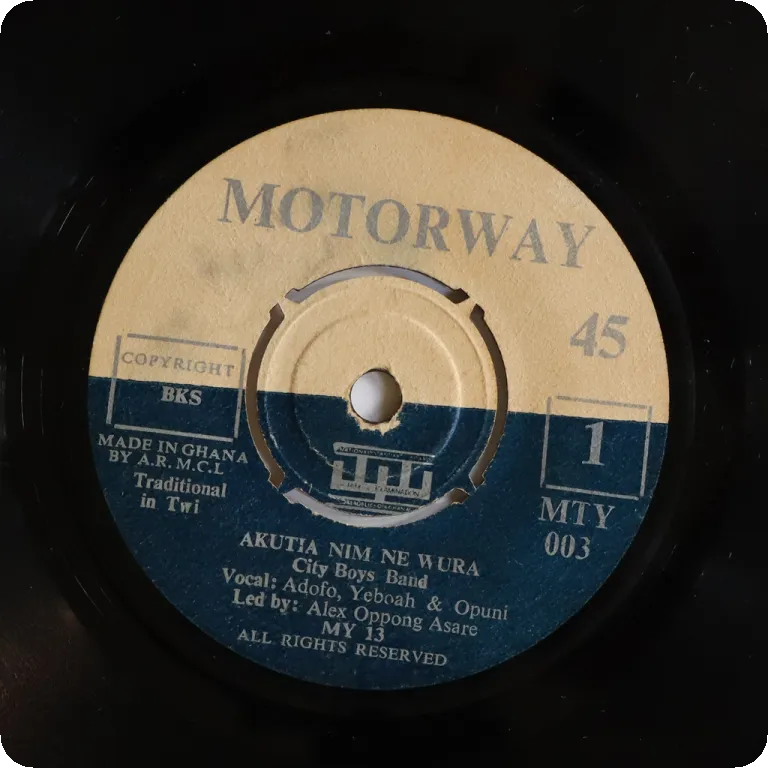 MOTORWAY
45
COPYRIGHT
BKS
1
MADE IN GHANA
BY A.R.M.C.L
Traditional
in Twi
MTY
003
AKUTIA NIM NE WURA
City Boys Band
Vocal: Adofo, Yeboah & Opuni
Led by: Alex Oppong Asare
MY 13
ALL RIGHTS RESERVED